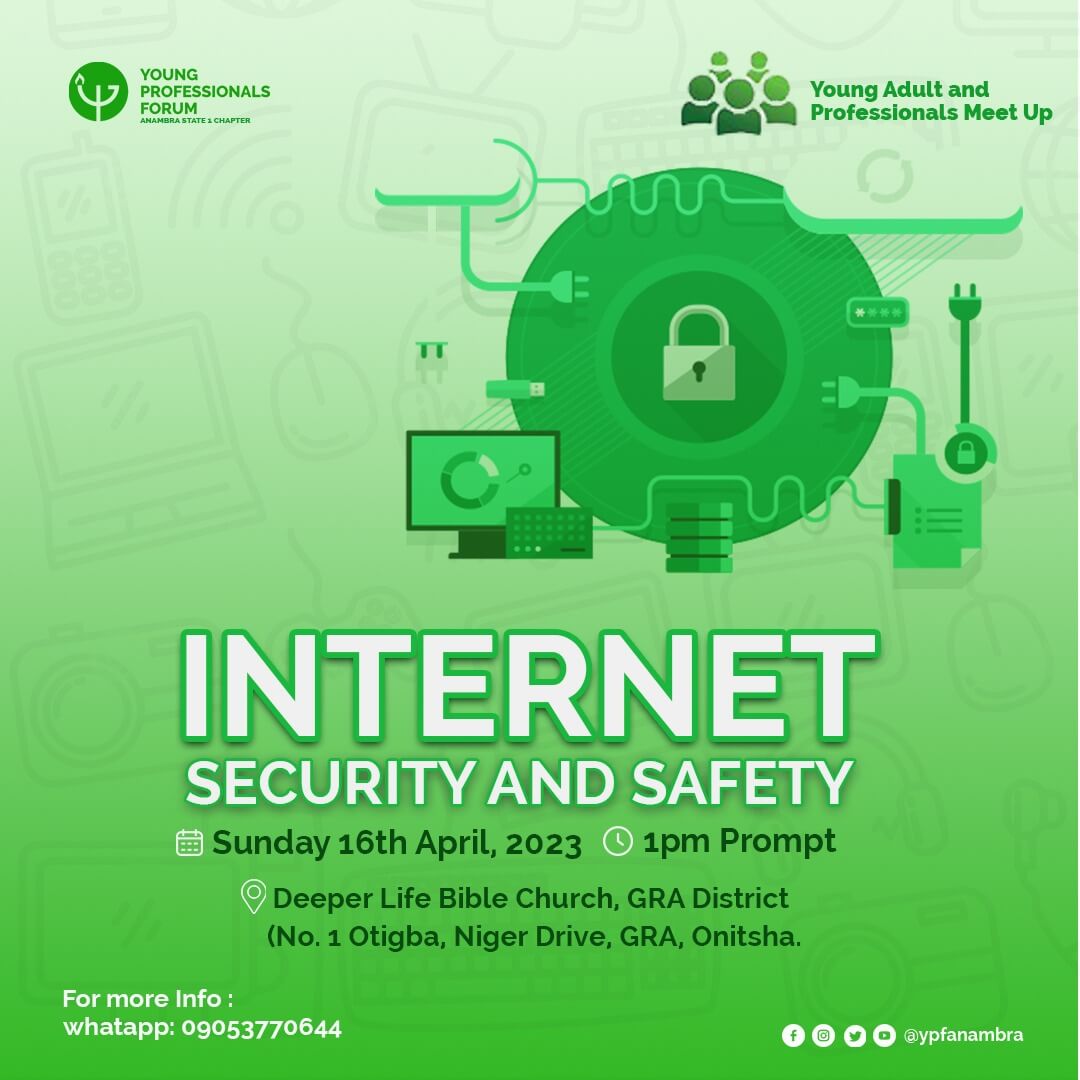 YOUNG
PROFESSIONALS
FORUM
ANAMBRA STATE 1 CHAPTER
Young Adult and
Professionals Meet Up
****
INTERNET
SECURITY AND SAFETY
Sunday 16th April, 2023 1pm Prompt
Deeper Life Bible Church, GRA District
(No. 1 Otigba, Niger Drive, GRA, Onitsha.
For more Info :
whatapp: 09053770644
@ypfanambra